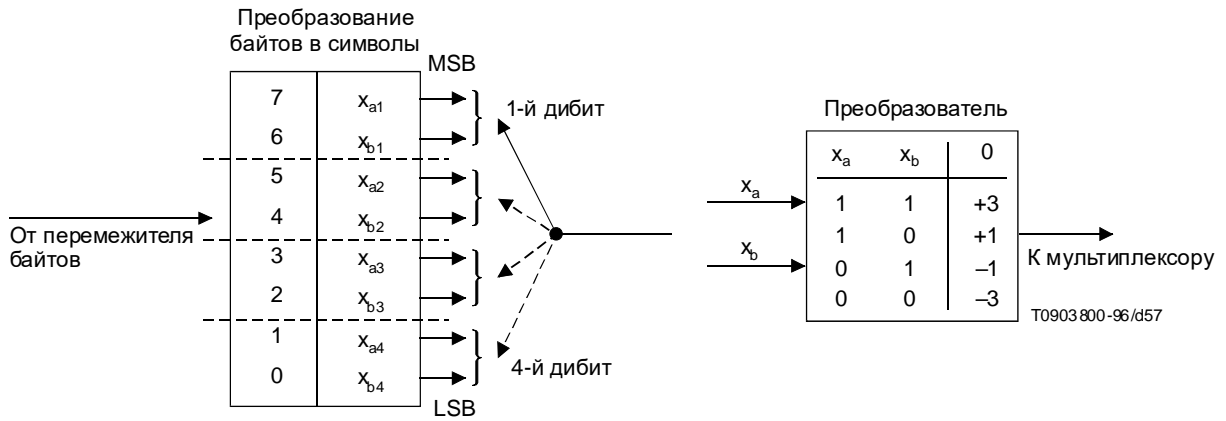 Преобразование
байтов в символы
MSB
7 xa1
6 xb1
5 xa2
4 xb2
3 xa3
2 xb3
1 xa4
0 xb4
LSB
От перемежителя
байтов
1-й дибит
4-й дибит
Преобразователь
xa
xb
xa xb 0
1 1 +3
1 0 +1
0 1 –1
0 0 –3
К мультиплексору
T0903800-96/d57